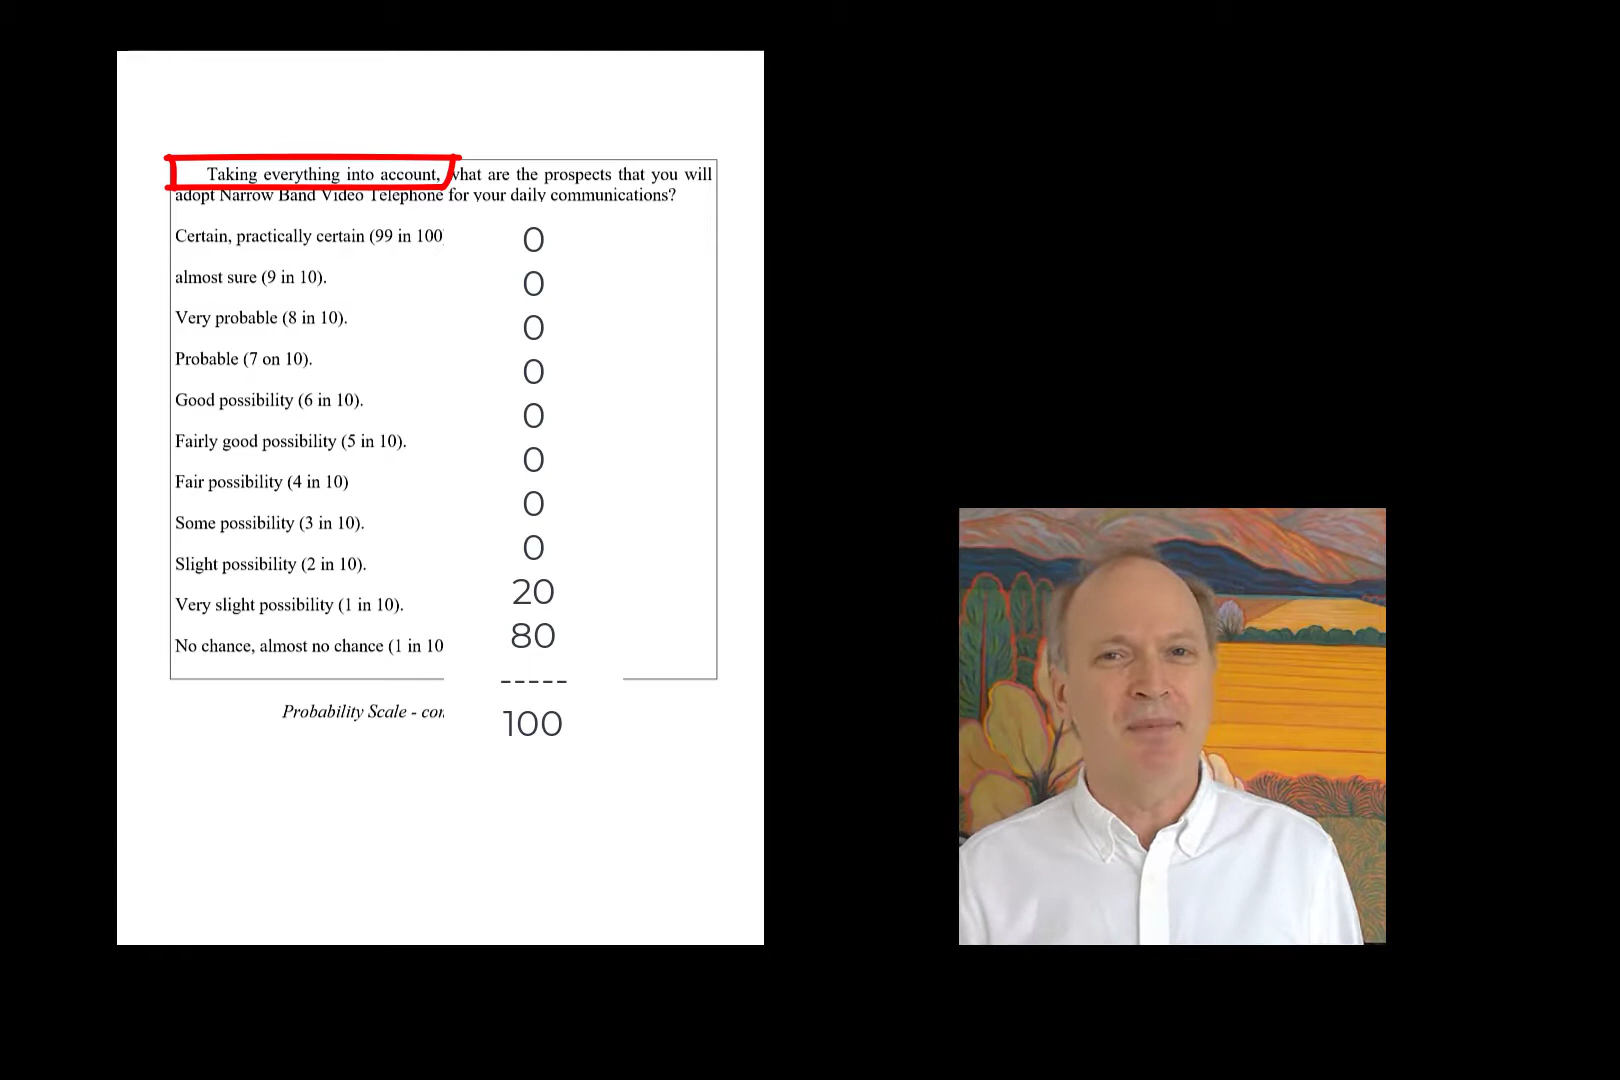 Taking everything into account, what are the prospects that you will
adopt Narrow Band Video Telephone for your daily communications?
Certain, practically certain (99 in 100) 0
almost sure (9 in 10). 0
Very probable (8 in 10). 0
Probable (7 on 10). 0
Good possibility (6 in 10). 0
Fairly good possibility (5 in 10). 0
Fair possibility (4 in 10) 0
Some possibility (3 in 10). 0
Slight possibility (2 in 10). 20
Very slight possibility (1 in 10). 80
No chance, almost no chance (1 in 10
-----
Probability Scale - 100